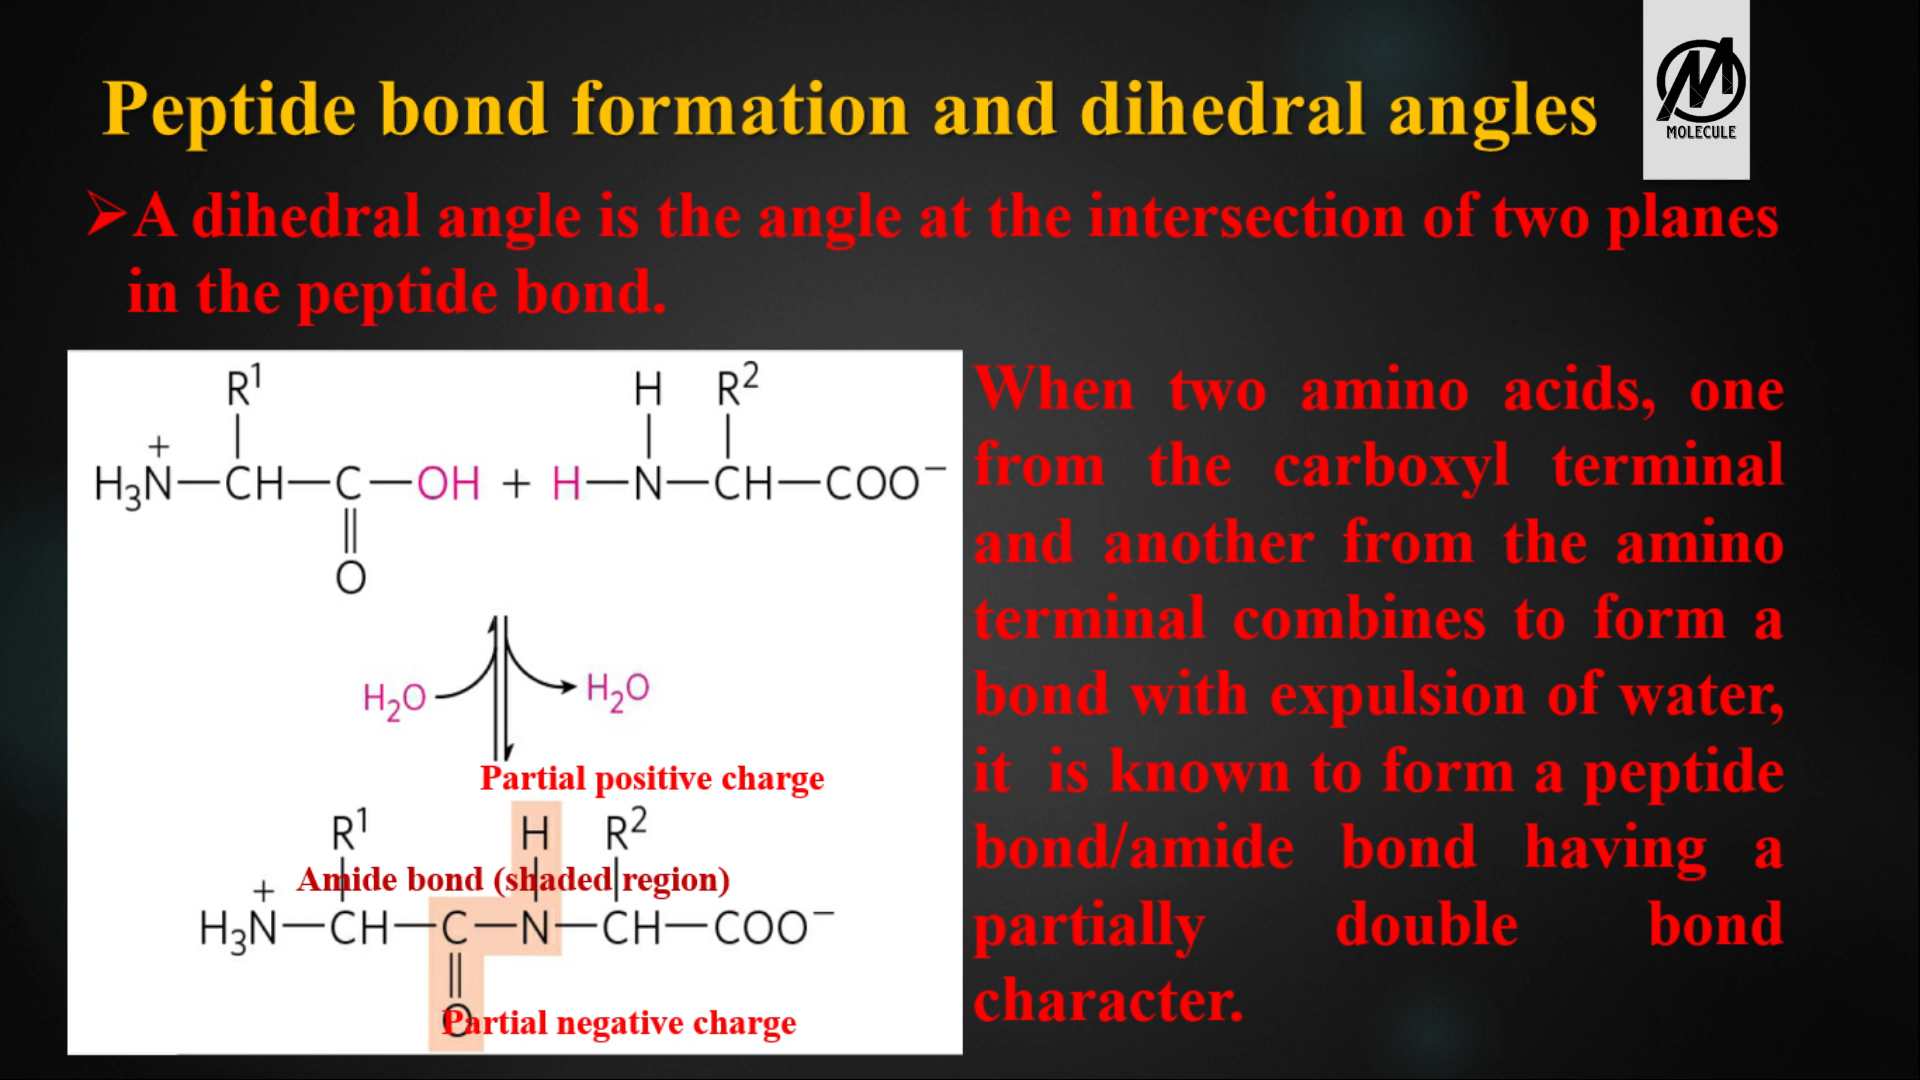 Peptide bond formation and dihedral angles
MOLECULE
➢A dihedral angle is the angle at the intersection of two planes
in the peptide bond.
R¹ H R²
+
H₃N—CH—C—OH + H—N—CH—COO⁻
O
H₂O H₂O
Partial positive charge
R¹ H R²
Amide bond (shaded region)
+
H₃N—CH—C—N—CH—COO⁻
O
Partial negative charge
When two amino acids, one
from the carboxyl terminal
and another from the amino
terminal combines to form a
bond with expulsion of water,
it is known to form a peptide
bond/amide bond having a
partially double bond
character.